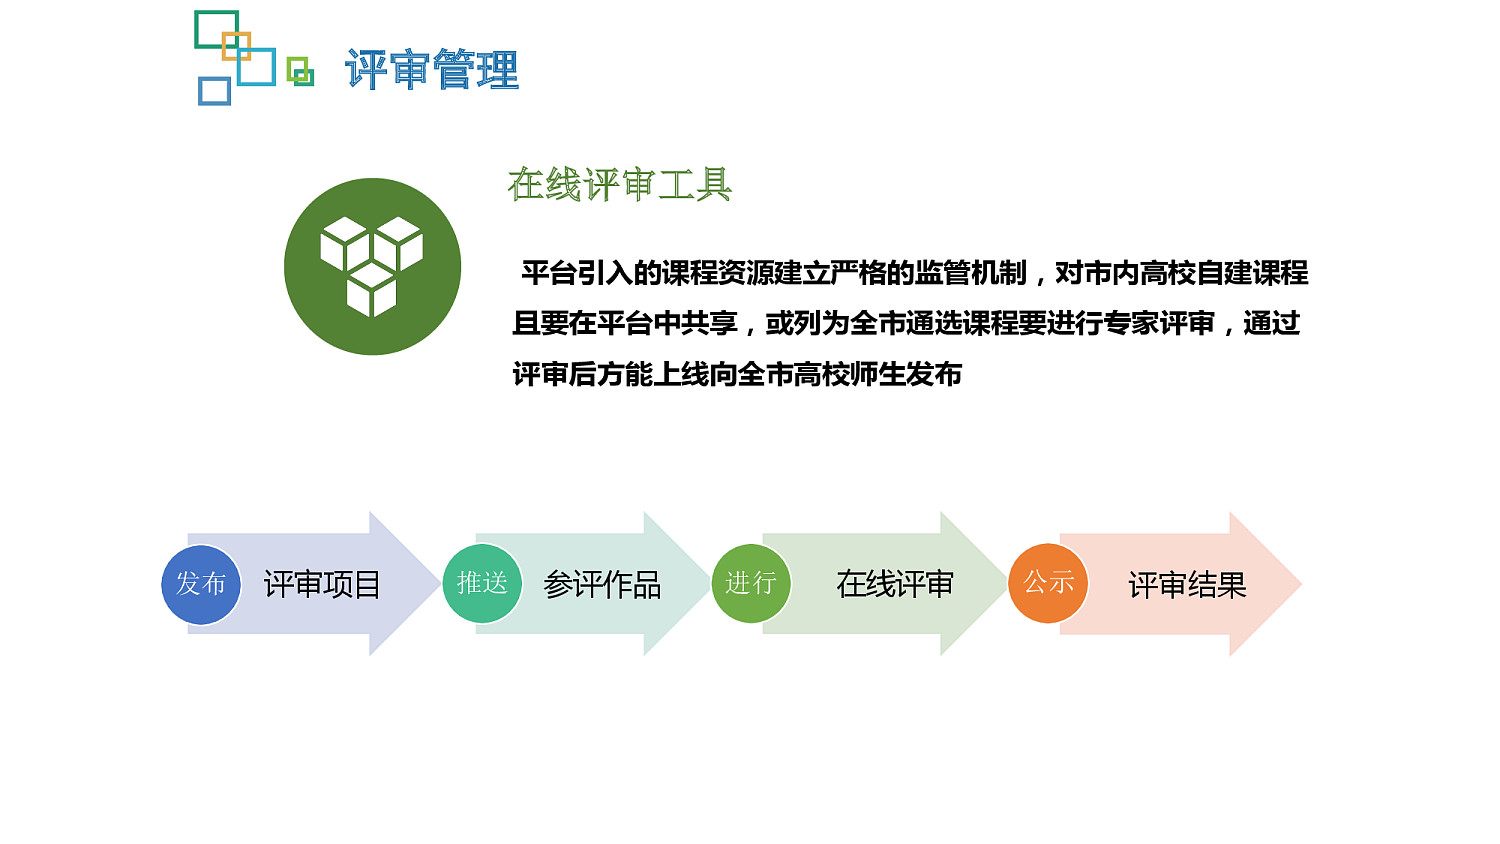 评审管理
在线评审工具
平台引入的课程资源建立严格的监管机制，对市内高校自建课程
且要在平台中共享，或列为全市通选课程要进行专家评审，通过
评审后方能上线向全市高校师生发布
发布 评审项目 推送 参评作品 进行 在线评审 公示 评审结果